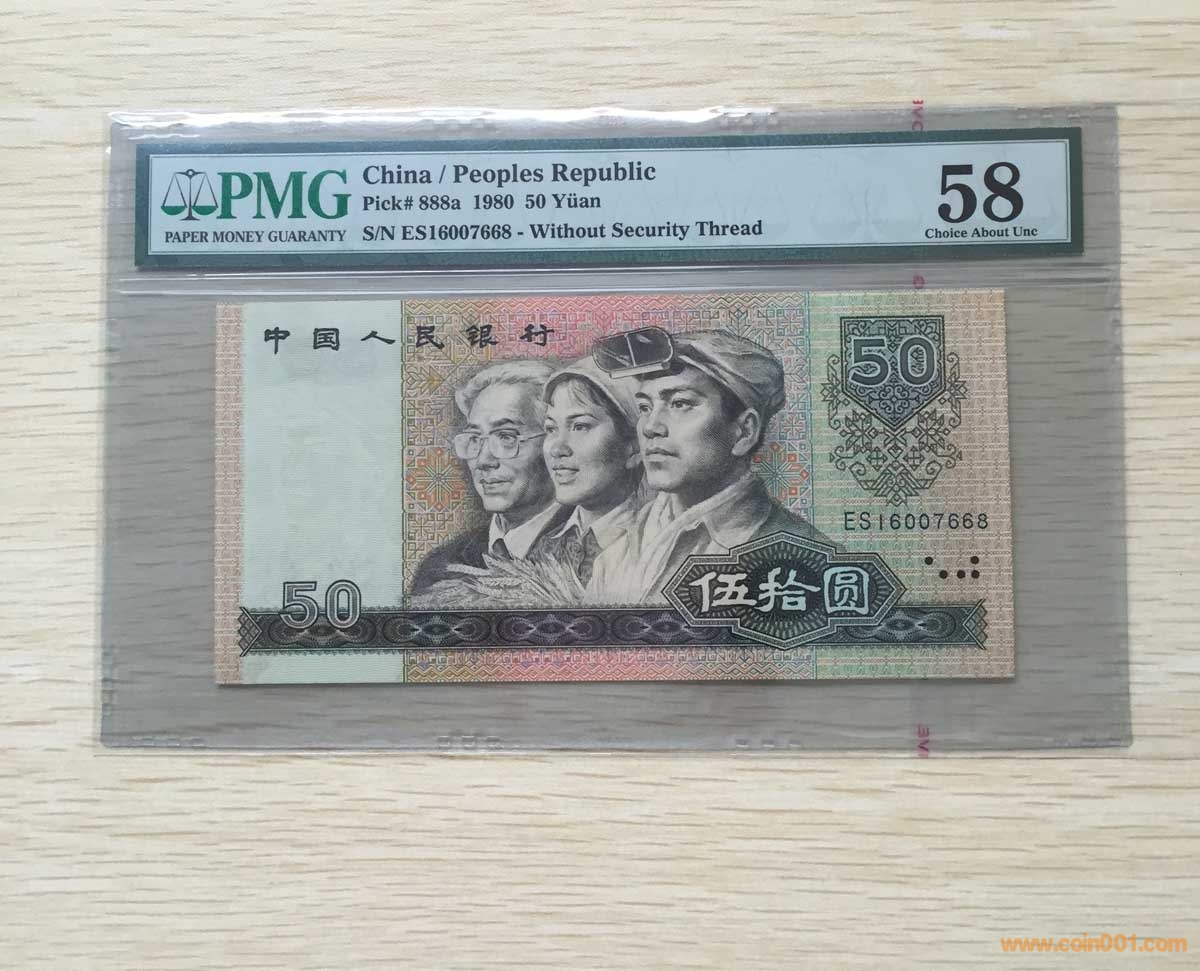 China / Peoples Republic
PMG
Pick# 888a 1980 50 Yüan
58
PAPER MONEY GUARANTY
S/N ES16007668 - Without Security Thread
Choice About Unc
中国人民银行
50
ES16007668
50
伍拾圆
www.coin001.com